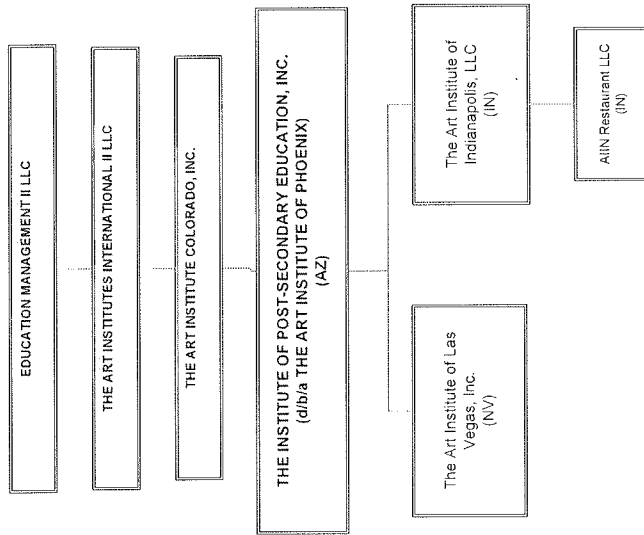 EDUCATION MANAGEMENT II LLC
THE ART INSTITUTES INTERNATIONAL II LLC
THE ART INSTITUTE COLORADO, INC.
THE INSTITUTE OF POST-SECONDARY EDUCATION, INC.
(d/b/a THE ART INSTITUTE OF PHOENIX)
(AZ)
The Art Institute of Las
Vegas, Inc.
(NV)
The Art Institute of
Indianapolis, LLC
(IN)
AIIN Restaurant LLC
(IN)